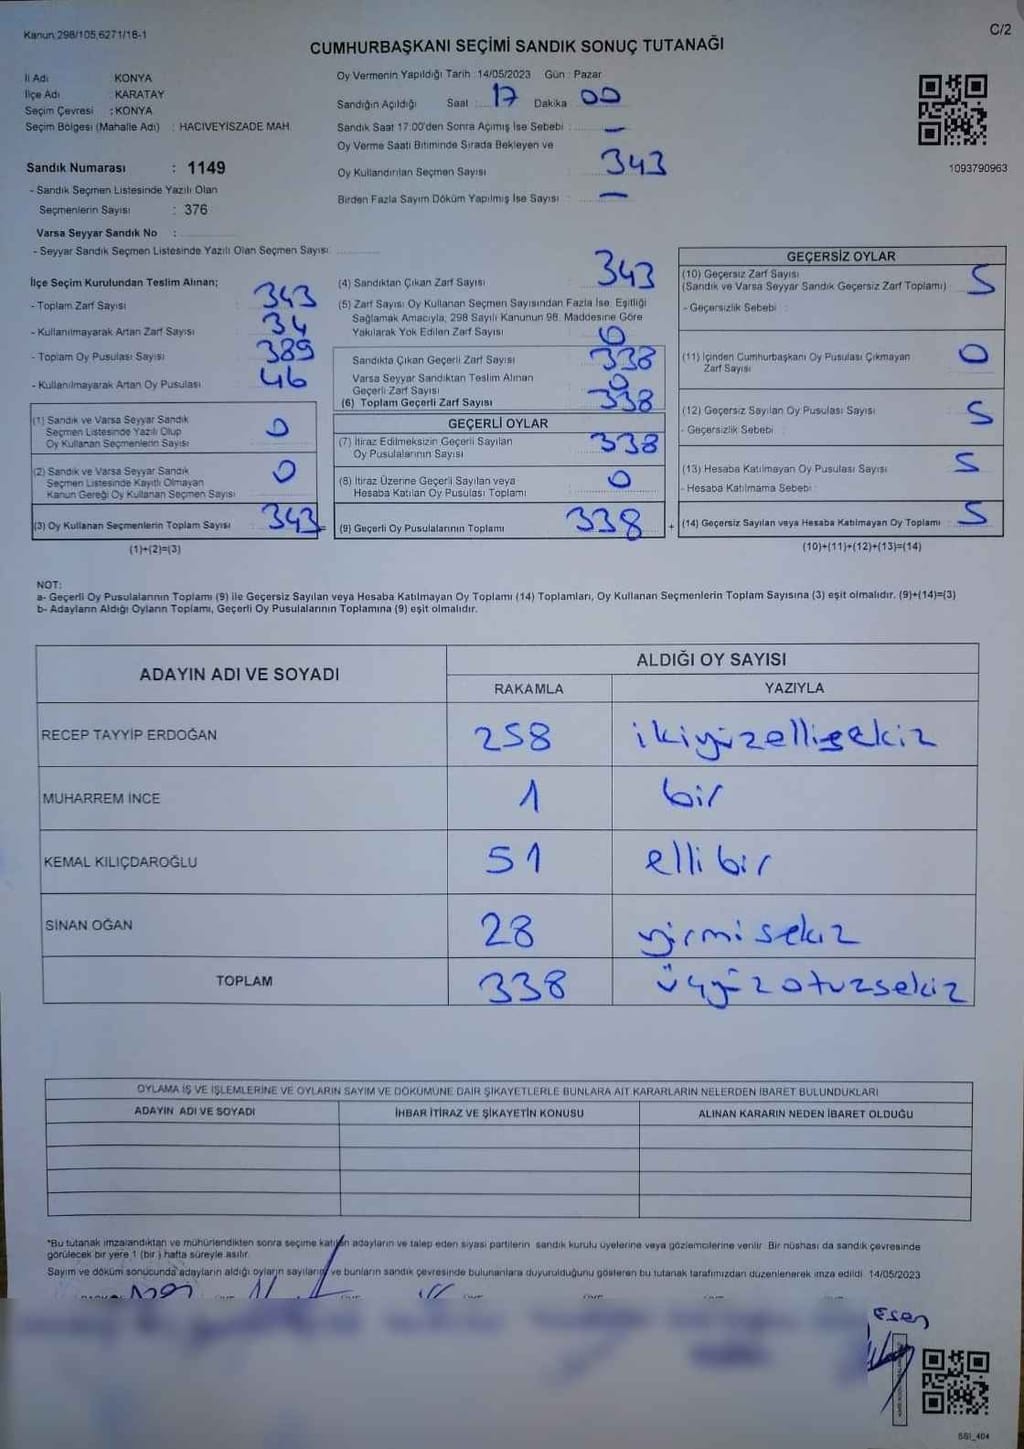 Kanun 298/105,6271/18-1
C/2
CUMHURBAŞKANI SEÇİMİ SANDIK SONUÇ TUTANAĞI
İl Adı KONYA
İlçe Adı : KARATAY
Seçim Çevresi : KONYA
Seçim Bölgesi (Mahalle Adı) : HACIVEYISZADE MAH.
Oy Vermenin Yapıldığı Tarih : 14/05/2023 Gün : Pazar
Sandığın Açıldığı Saat : 17 Dakika 00
Sandık Saat 17:00'den Sonra Açımış İse Sebebi : —
Oy Verme Saati Bitiminde Sırada Bekleyen ve
Oy Kullandırılan Seçmen Sayısı 343
Birden Fazla Sayım Döküm Yapılmış İse Sayısı : —
1093790963
Sandık Numarası : 1149
- Sandık Seçmen Listesinde Yazılı Olan
Seçmenlerin Sayısı : 376
Varsa Seyyar Sandık No :
- Seyyar Sandık Seçmen Listesinde Yazılı Olan Seçmen Sayısı:
İlçe Seçim Kurulundan Teslim Alınan;
- Toplam Zarf Sayısı 343
- Kullanılmayarak Artan Zarf Sayısı 34
- Toplam Oy Pusulası Sayısı 389
- Kullanılmayarak Artan Oy Pusulası 46
(1) Sandık ve Varsa Seyyar Sandık
Seçmen Listesinde Yazılı Olup
Oy Kullanan Seçmenlerin Sayısı 0
(2) Sandık ve Varsa Seyyar Sandık
Seçmen Listesinde Kayıtlı Olmayan
Kanun Gereği Oy Kullanan Seçmen Sayısı 0
(3) Oy Kullanan Seçmenlerin Toplam Sayısı 343
(1)+(2)=(3)
(4) Sandıktan Çıkan Zarf Sayısı 343
(5) Zarf Sayısı Oy Kullanan Seçmen Sayısından Fazla İse, Eşitliği
Sağlamak Amacıyla, 298 Sayılı Kanunun 98. Maddesine Göre
Yakılarak Yok Edilen Zarf Sayısı 0
Sandıkta Çıkan Geçerli Zarf Sayısı 338
Varsa Seyyar Sandıktan Teslim Alınan
Geçerli Zarf Sayısı 0
(6) Toplam Geçerli Zarf Sayısı 338
GEÇERLİ OYLAR
(7) İtiraz Edilmeksizin Geçerli Sayılan
Oy Pusulalarının Sayısı 338
(8) İtiraz Üzerine Geçerli Sayılan veya
Hesaba Katılan Oy Pusulası Toplamı 0
(9) Geçerli Oy Pusulalarının Toplamı 338
+
GEÇERSİZ OYLAR
(10) Geçersiz Zarf Sayısı
(Sandık ve Varsa Seyyar Sandık Geçersiz Zarf Toplamı) 5
- Geçersizlik Sebebi :
(11) İçinden Cumhurbaşkanı Oy Pusulası Çıkmayan
Zarf Sayısı 0
(12) Geçersiz Sayılan Oy Pusulası Sayısı 5
- Geçersizlik Sebebi :
(13) Hesaba Katılmayan Oy Pusulası Sayısı 5
- Hesaba Katılmama Sebebi :
(14) Geçersiz Sayılan veya Hesaba Katılmayan Oy Toplamı 5
(10)+(11)+(12)+(13)=(14)
NOT:
a- Geçerli Oy Pusulalarının Toplamı (9) ile Geçersiz Sayılan veya Hesaba Katılmayan Oy Toplamı (14) Toplamları, Oy Kullanan Seçmenlerin Toplam Sayısına (3) eşit olmalıdır. (9)+(14)=(3)
b- Adayların Aldığı Oyların Toplamı, Geçerli Oy Pusulalarının Toplamına (9) eşit olmalıdır.
ADAYIN ADI VE SOYADI
ALDIĞI OY SAYISI
RAKAMLA YAZIYLA
RECEP TAYYİP ERDOĞAN 258 ikiyüzellisekiz
MUHARREM İNCE 1 bir
KEMAL KILIÇDAROĞLU 51 ellibir
SİNAN OĞAN 28 yirmisekiz
TOPLAM 338 üçyüzotuzsekiz
OYLAMA İŞ VE İŞLEMLERİNE VE OYLARIN SAYIM VE DÖKÜMÜNE DAİR ŞİKAYETLERLE BUNLARA AİT KARARLARIN NELERDEN İBARET BULUNDUKLARI
ADAYIN ADI VE SOYADI İHBAR İTİRAZ VE ŞİKAYETİN KONUSU ALINAN KARARIN NEDEN İBARET OLDUĞU
*Bu tutanak imzalandıktan ve mühürlendikten sonra seçime katılan adayların ve talep eden siyasi partilerin sandık kurulu üyelerine veya gözlemcilerine verilir. Bir nüshası da sandık çevresinde
görülecek bir yere 1 (bir) hafta süreyle asılır.
Sayım ve döküm sonucunda adayların aldığı oyların sayıların ve bunların sandık çevresinde bulunanlara duyurulduğunu gösteren bu tutanak tarafımızdan düzenlenerek imza edildi. 14/05/2023
Esen